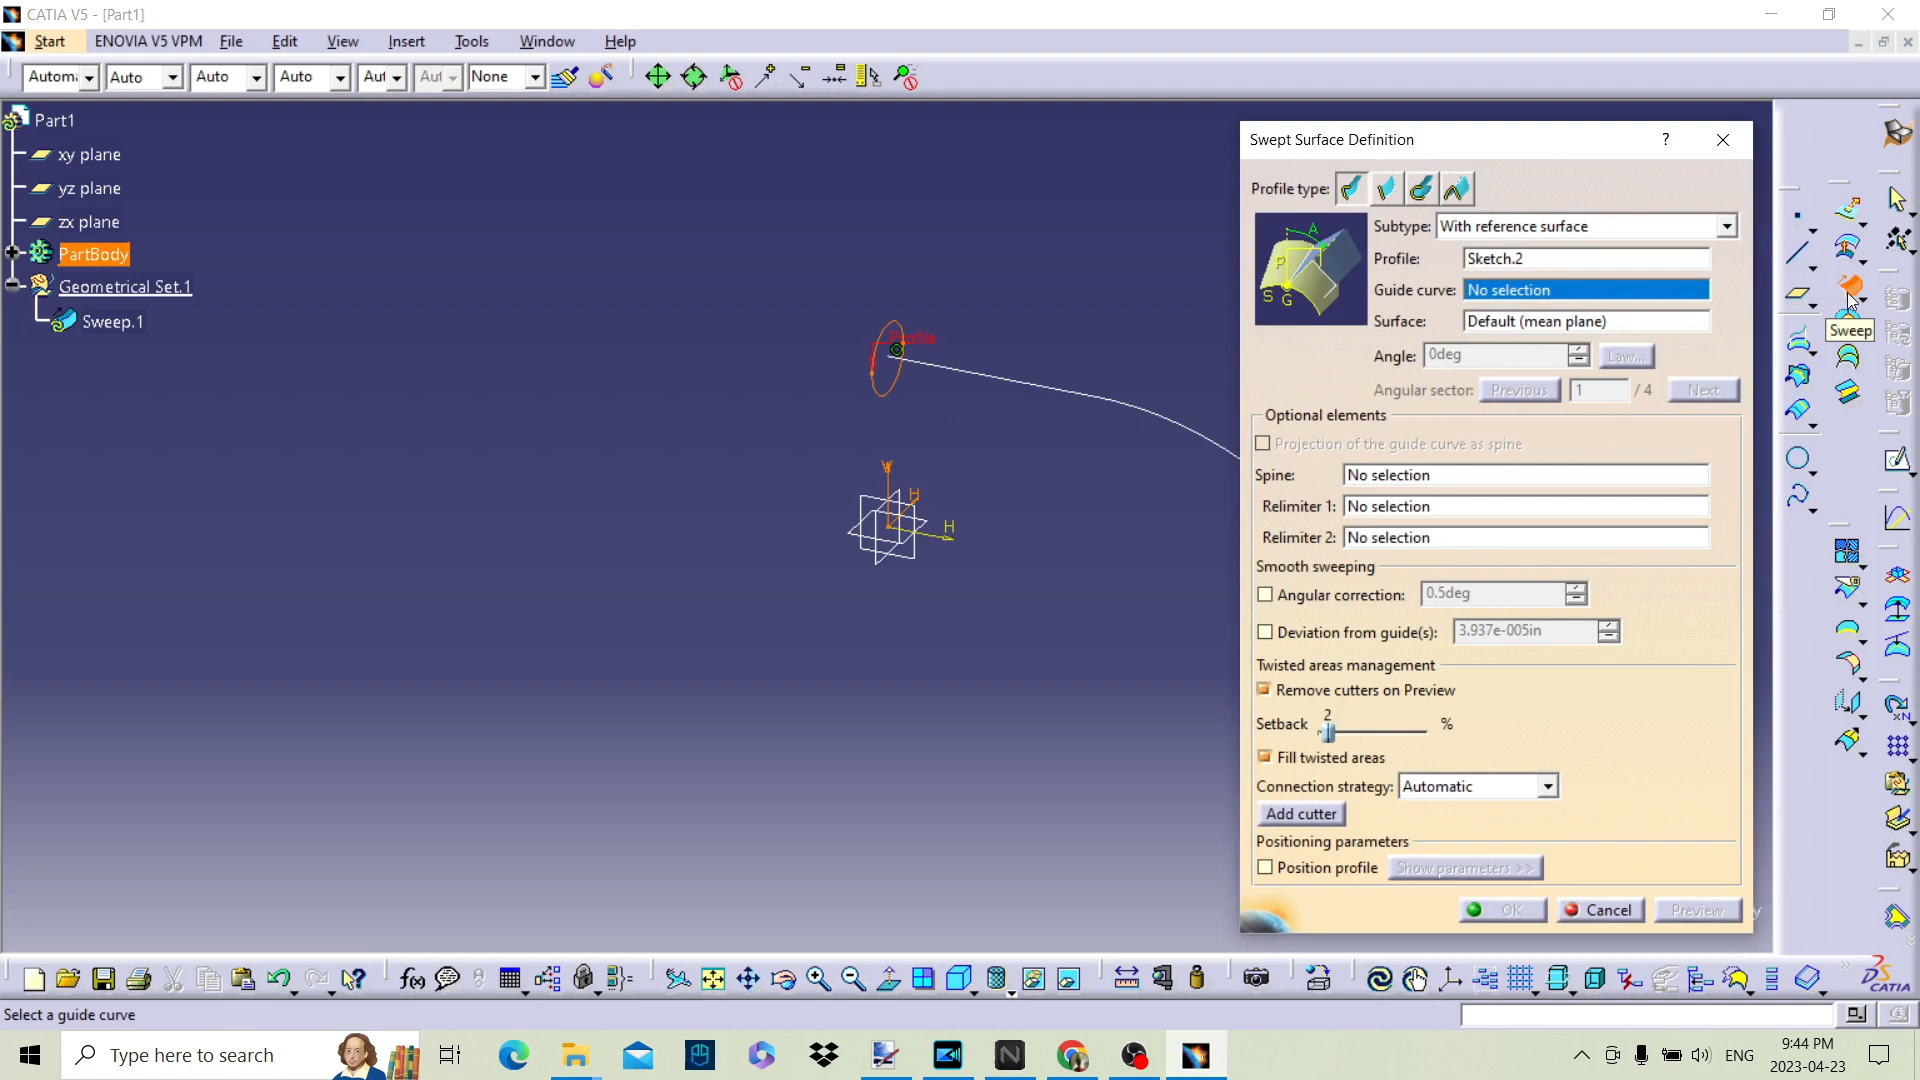 CATIA V5 - [Part1]
Start ENOVIA V5 VPM File Edit View Insert Tools Window Help
Autom Auto Auto Auto Aut Aut None
Part1
xy plane
yz plane
zx plane
PartBody
Geometrical Set.1
Sweep.1
Profile
V
H
H
Swept Surface Definition ?
Profile type:
A
P
S G
Subtype: With reference surface
Profile: Sketch.2
Guide curve: No selection
Surface: Default (mean plane)
Angle: 0deg Law...
Angular sector: Previous 1 / 4 Next
Optional elements
Projection of the guide curve as spine
Spine: No selection
Relimiter 1: No selection
Relimiter 2: No selection
Smooth sweeping
Angular correction: 0.5deg
Deviation from guide(s): 3.937e-005in
Twisted areas management
Remove cutters on Preview
Setback 2 %
Fill twisted areas
Connection strategy: Automatic
Add cutter
Positioning parameters
Position profile Show parameters >>
OK Cancel Preview
y
Sweep
f(x)
CATIA
Select a guide curve
Type here to search
ENG
9:44 PM
2023-04-23